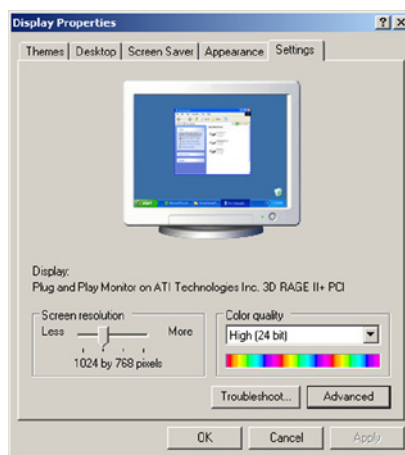 Display Properties
Themes Desktop Screen Saver Appearance Settings
Display:
Plug and Play Monitor on ATI Technologies Inc. 3D RAGE II+ PCI
Screen resolution
Less More
1024 by 768 pixels
Color quality
High (24 bit)
Troubleshoot... Advanced
OK Cancel Apply